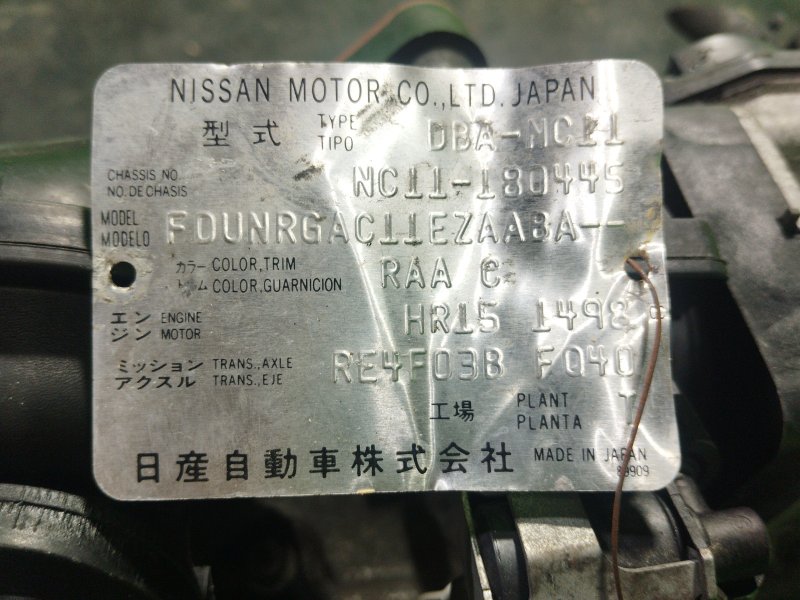 NISSAN MOTOR CO.,LTD. JAPAN
型式 TYPE TIPO DBA-NC11
CHASSIS NO. NO. DE CHASIS NC11-180445
MODEL MODELO FDUNRGAC11EZAABA--
カラー COLOR,TRIM トリム COLOR,GUARNICION RAA C
エンジン ENGINE MOTOR HR15 1498
ミッション アクスル TRANS.,AXLE TRANS.,EJE RE4F03B FQ40
工場 PLANT PLANTA
日産自動車株式会社 MADE IN JAPAN